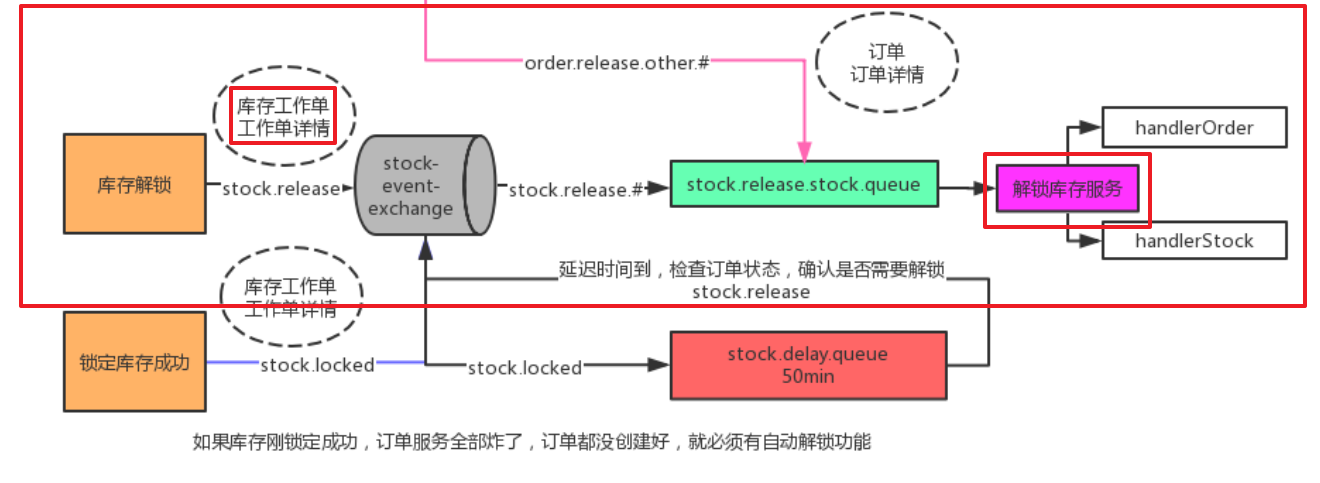 order.release.other.#
订单
订单详情
库存工作单
工作单详情
库存解锁
stock.release
stock-
event-
exchange
stock.release.#
stock.release.stock.queue
解锁库存服务
handlerOrder
handlerStock
库存工作单
工作单详情
延迟时间到，检查订单状态，确认是否需要解锁
stock.release
锁定库存成功
stock.locked
stock.locked
stock.delay.queue
50min
如果库存刚锁定成功，订单服务全部炸了，订单都没创建好，就必须有自动解锁功能